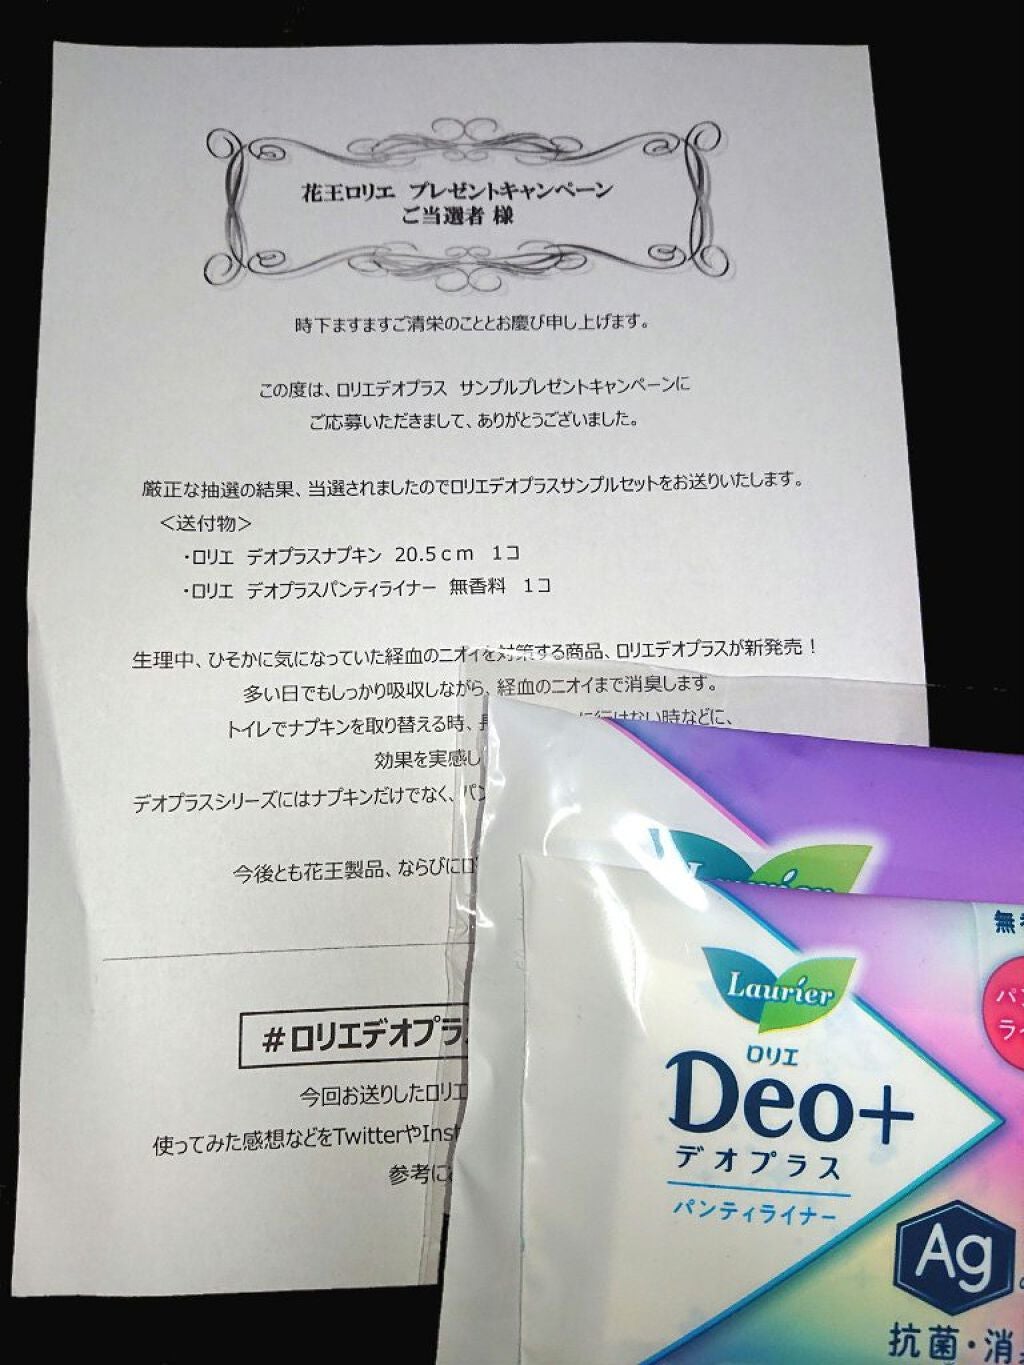 花王ロリエ プレゼントキャンペーン
ご当選者 様
時下ますますご清栄のこととお慶び申し上げます。
この度は、ロリエデオプラス サンプルプレゼントキャンペーンに
ご応募いただきまして、ありがとうございました。
厳正な抽選の結果、当選されましたのでロリエデオプラスサンプルセットをお送りいたします。
＜送付物＞
・ロリエ デオプラスナプキン 20.5ｃｍ 1コ
・ロリエ デオプラスパンティライナー 無香料 1コ
生理中、ひそかに気になっていた経血のニオイを対策する商品、ロリエデオプラスが新発売！
多い日でもしっかり吸収しながら、経血のニオイまで消臭します。
トイレでナプキンを取り替える時、 に行けない時などに、
効果を実感し
デオプラスシリーズにはナプキンだけでなく、パン
今後とも花王製品、ならびにロ
#ロリエデオプラ
今回お送りしたロリエ
使ってみた感想などをTwitterやInst
参考に
Laurier
無
パン
ライ
Laurier
ロリエ
Deo+
デオプラス
パンティライナー
Ag
抗菌・消